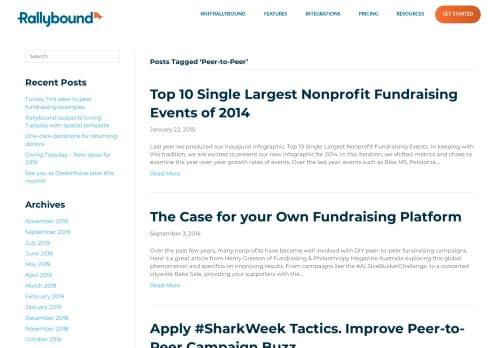 Rallybound
WHY RALLYBOUND FEATURES INTEGRATIONS PRICING RESOURCES GET STARTED
Search
Recent Posts
Turkey Trot peer to peer
fundraising examples
Rallybound supports Giving
Tuesday with special template
One-click donations for returning
donors
Giving Tuesday – New ideas for
2019
See you at Dreamforce later this
month!
Archives
November 2019
September 2019
July 2019
June 2019
May 2019
April 2019
March 2019
February 2019
January 2019
December 2018
November 2018
October 2018
Posts Tagged 'Peer-to-Peer'
Top 10 Single Largest Nonprofit Fundraising
Events of 2014
January 22, 2015
Last year we produced our inaugural infographic: Top 10 Single Largest Nonprofit Fundraising Events. In keeping with
this tradition, we are excited to present our new infographic for 2014. In this iteration, we shifted metrics and chose to
examine the year-over-year growth rates of events. Over the last year, events such as Bike MS, Pelotonia,...
Read More
The Case for your Own Fundraising Platform
September 3, 2014
Over the past few years, many nonprofits have become well involved with DIY peer-to-peer fundraising campaigns.
Here's a great article from Henry Gresson of Fundraising & Philanthropy Magazine Australia exploring this global
phenomenon and specifics on improving results. From campaigns like the #ALSIceBucketChallenge, to a concerted
citywide Bake Sale, providing your supporters with the...
Read More
Apply #SharkWeek Tactics. Improve Peer-to-
Peer Campaign Buzz